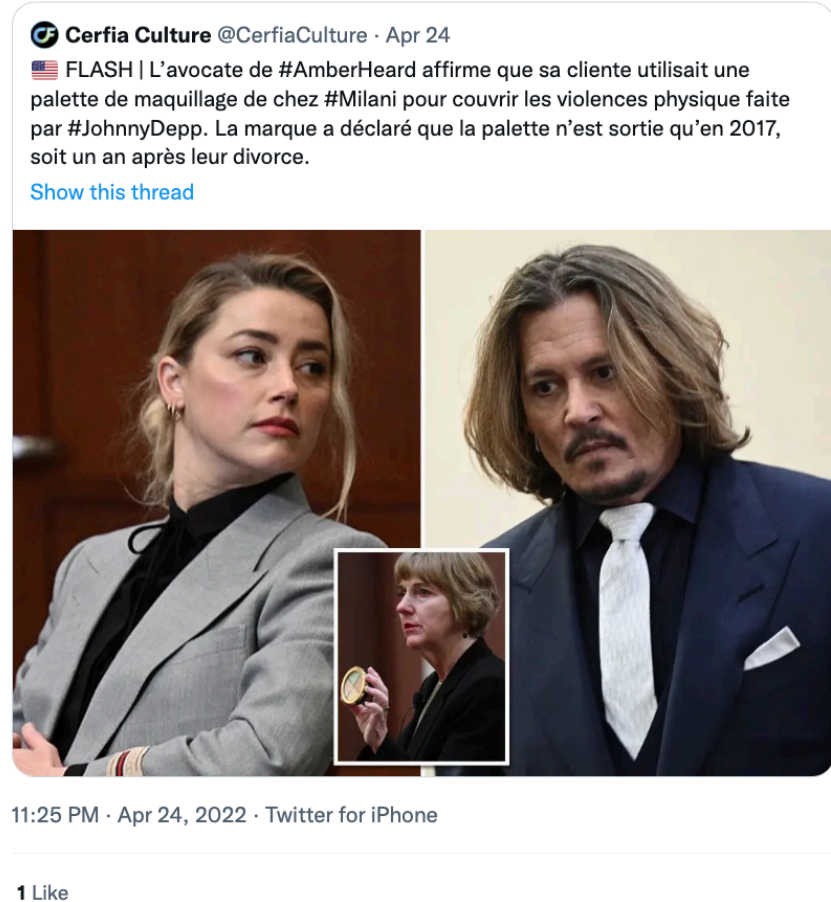 Cerfia Culture @CerfiaCulture · Apr 24
🇺🇸 FLASH | L’avocate de #AmberHeard affirme que sa cliente utilisait une
palette de maquillage de chez #Milani pour couvrir les violences physique faite
par #JohnnyDepp. La marque a déclaré que la palette n’est sortie qu’en 2017,
soit un an après leur divorce.
Show this thread
11:25 PM · Apr 24, 2022 · Twitter for iPhone
1 Like